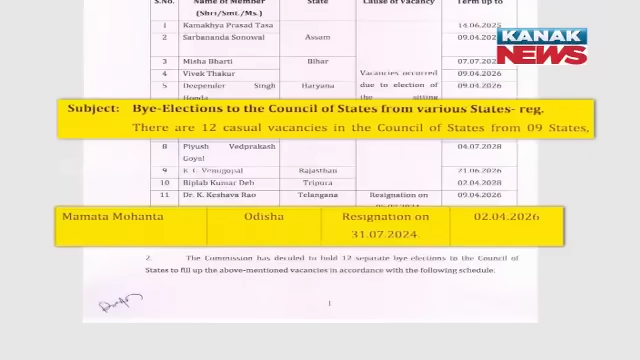 S.No. Name of Member State Cause of Vacancy Term up to
(Shri/Smt./Ms.)
1 Kamakhya Prasad Tasa 14.06.2025
2 Sarbananda Sonowal Assam 09.04.2026
3 Misha Bharti Bihar 07.07.2028
4 Vivek Thakur Vacancies occurred 09.04.2026
5 Deepender Singh Haryana due to election of 09.04.2026
Hooda the sitting
Subject: Bye-Elections to the Council of States from various States- reg.
There are 12 casual vacancies in the Council of States from 09 States,
8 Piyush Vedprakash 04.07.2028
Goyal
9 K. C. Venugopal Rajasthan 21.06.2026
10 Biplab Kumar Deb Tripura 02.04.2028
11 Dr. K. Keshava Rao Telangana Resignation on 09.04.2026
Mamata Mohanta Odisha Resignation on 02.04.2026
31.07.2024.
2. The Commission has decided to hold 12 separate bye elections to the Council of
States to fill up the above-mentioned vacancies in accordance with the following schedule.
1
KANAK
NEWS